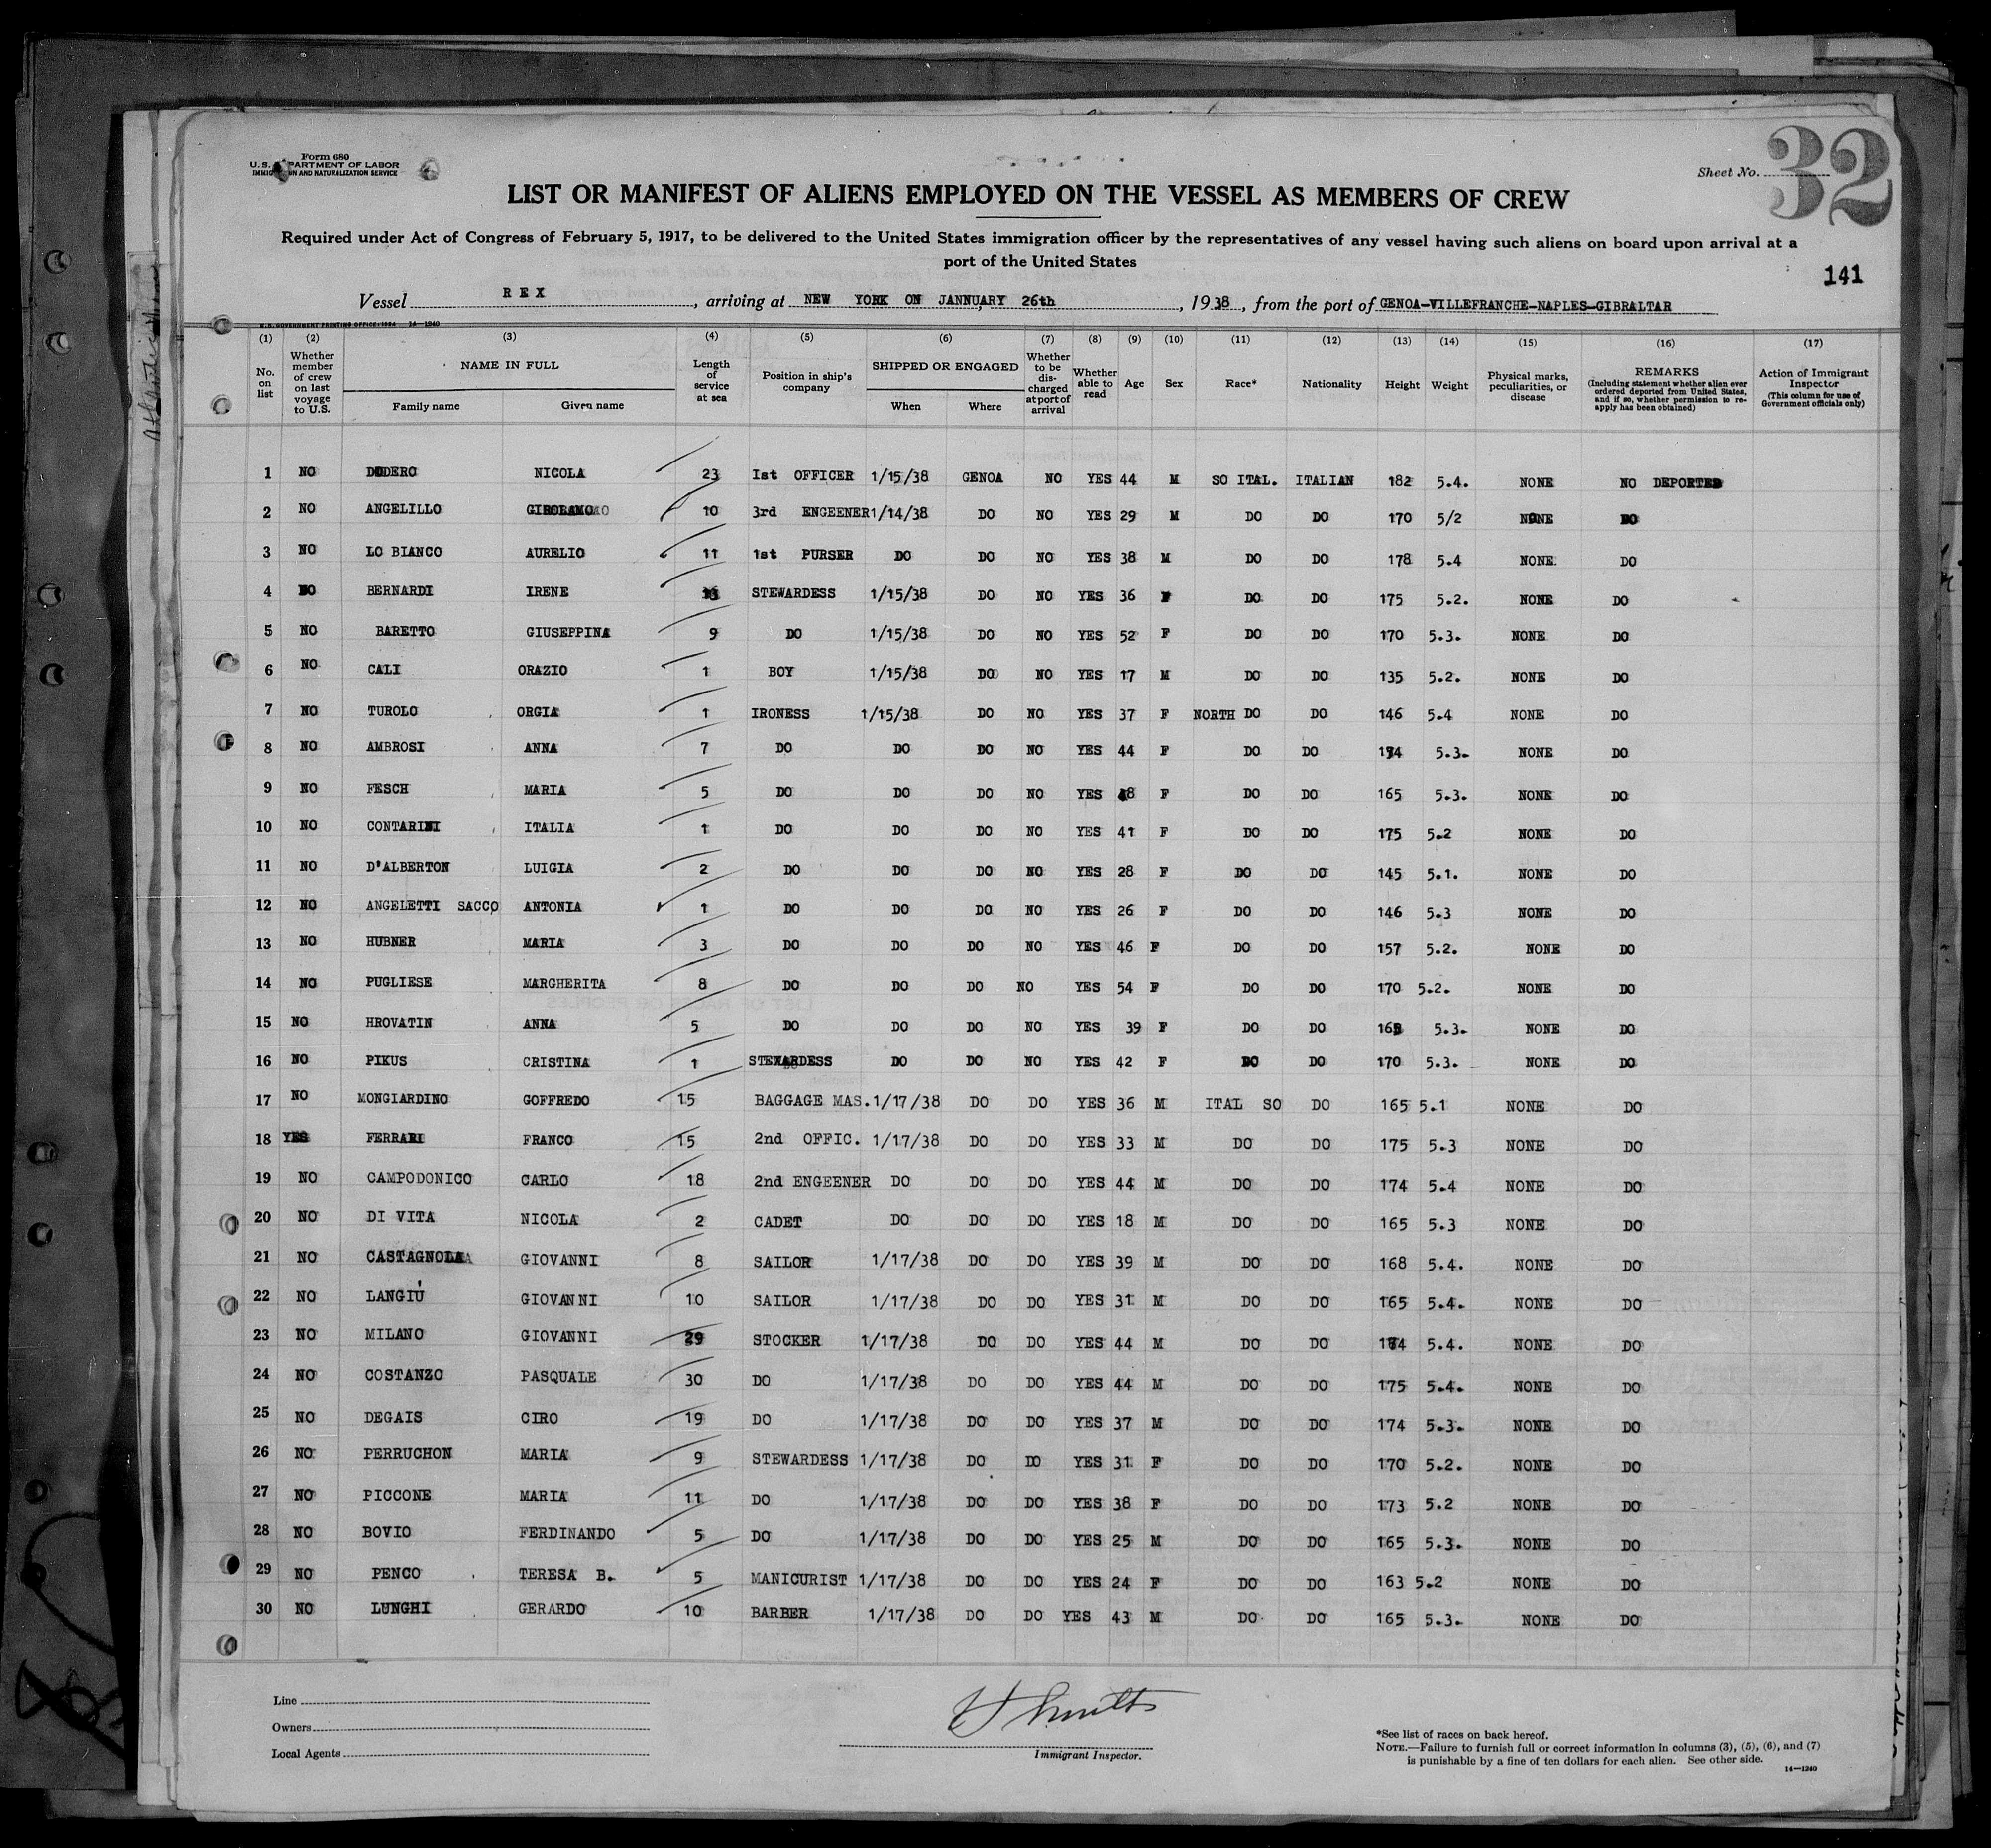 Form 680
U.S. DEPARTMENT OF LABOR
IMMIGRATION AND NATURALIZATION SERVICE
Sheet No.
32
LIST OR MANIFEST OF ALIENS EMPLOYED ON THE VESSEL AS MEMBERS OF CREW
Required under Act of Congress of February 5, 1917, to be delivered to the United States immigration officer by the representatives of any vessel having such aliens on board upon arrival at a
port of the United States
141
Vessel REX, arriving at NEW YORK ON JANNUARY 26th, 1938, from the port of GENOA-VILLEFRANCHE-NAPLES-GIBRALTAR
U.S. GOVERNMENT PRINTING OFFICE: 1934 14—1240
(1) (2) (3) (4) (5) (6) (7) (8) (9) (10) (11) (12) (13) (14) (15) (16) (17)
No. on list
Whether member of crew on last voyage to U.S.
NAME IN FULL
Family name
Given name
Length of service at sea
Position in ship's company
SHIPPED OR ENGAGED
When
Where
Whether to be discharged at port of arrival
Whether able to read
Age
Sex
Race*
Nationality
Height
Weight
Physical marks, peculiarities, or disease
REMARKS
(Including statement whether alien ever ordered deported from United States, and if so, whether permission to re-apply has been obtained)
Action of Immigrant Inspector
(This column for use of Government officials only)
1 NO DODERO NICOLA 23 1st OFFICER 1/15/38 GENOA NO YES 44 M SO ITAL. ITALIAN 182 5.4. NONE NO DEPORTED
2 NO ANGELILLO GIROLAMO 10 3rd ENGEENER 1/14/38 DO NO YES 29 M DO DO 170 5/2 NONE DO
3 NO LO BIANCO AURELIO 11 1st PURSER DO DO NO YES 38 M DO DO 178 5.4 NONE. DO
4 NO BERNARDI IRENE STEWARDESS 1/15/38 DO NO YES 36 F DO DO 175 5.2. NONE DO
5 NO BARETTO GIUSEPPINA 9 DO 1/15/38 DO NO YES 52 F DO DO 170 5.3. NONE DO
6 NO CALI ORAZIO 1 BOY 1/15/38 DO NO YES 17 M DO DO 135 5.2. NONE DO
7 NO TUROLO ORGIA 1 IRONESS 1/15/38 DO NO YES 37 F NORTH DO DO 146 5.4 NONE DO
8 NO AMBROSI ANNA 7 DO DO DO NO YES 44 F DO DO 5.3. NONE DO
9 NO FESCH MARIA 5 DO DO DO NO YES F DO DO 165 5.3. NONE DO
10 NO CONTARINI ITALIA 1 DO DO DO NO YES 41 F DO DO 175 5.2 NONE DO
11 NO D'ALBERTON LUIGIA 2 DO DO DO NO YES 28 F DO DO 145 5.1. NONE DO
12 NO ANGELETTI SACCO ANTONIA 1 DO DO DO NO YES 26 F DO DO 146 5.3 NONE DO
13 NO HUBNER MARIA 3 DO DO DO NO YES 46 F DO DO 157 5.2. NONE DO
14 NO PUGLIESE MARGHERITA 8 DO DO DO NO YES 54 F DO DO 170 5.2. NONE DO
15 NO HROVATIN ANNA 5 DO DO DO NO YES 39 F DO DO 5.3. NONE DO
16 NO PIKUS CRISTINA 1 STEWARDESS DO DO NO YES 42 F DO DO 170 5.3. NONE DO
17 NO MONGIARDINO GOFFREDO 15 BAGGAGE MAS. 1/17/38 DO DO YES 36 M ITAL SO DO 165 5.1 NONE DO
18 YES FERRARI FRANCO 15 2nd OFFIC. 1/17/38 DO DO YES 33 M DO DO 175 5.3 NONE DO
19 NO CAMPODONICO CARLO 18 2nd ENGEENER DO DO DO YES 44 M DO DO 174 5.4 NONE DO
20 NO DI VITA NICOLA 2 CADET DO DO DO YES 18 M DO DO 165 5.3 NONE DO
21 NO CASTAGNOLA GIOVANNI 8 SAILOR 1/17/38 DO DO YES 39 M DO DO 168 5.4. NONE DO
22 NO LANGIÙ GIOVANNI 10 SAILOR 1/17/38 DO DO YES 31 M DO DO 165 5.4. NONE DO
23 NO MILANO GIOVANNI 29 STOCKER 1/17/38 DO DO YES 44 M DO DO 5.4. NONE DO
24 NO COSTANZO PASQUALE 30 DO 1/17/38 DO DO YES 44 M DO DO 175 5.4. NONE DO
25 NO DEGAIS CIRO 19 DO 1/17/38 DO DO YES 37 M DO DO 174 5.3. NONE DO
26 NO PERRUCHON MARIA 9 STEWARDESS 1/17/38 DO DO YES 31 F DO DO 170 5.2. NONE DO
27 NO PICCONE MARIA 11 DO 1/17/38 DO DO YES 38 F DO DO 173 5.2 NONE DO
28 NO BOVIO FERDINANDO 5 DO 1/17/38 DO DO YES 25 M DO DO 165 5.3. NONE DO
29 NO PENCO TERESA B. 5 MANICURIST 1/17/38 DO DO YES 24 F DO DO 163 5.2 NONE DO
30 NO LUNGHI GERARDO 10 BARBER 1/17/38 DO DO YES 43 M DO DO 165 5.3. NONE DO
Line
Owners
Local Agents
Immigrant Inspector.
*See list of races on back hereof.
NOTE.—Failure to furnish full or correct information in columns (3), (5), (6), and (7)
is punishable by a fine of ten dollars for each alien. See other side.
14—1240